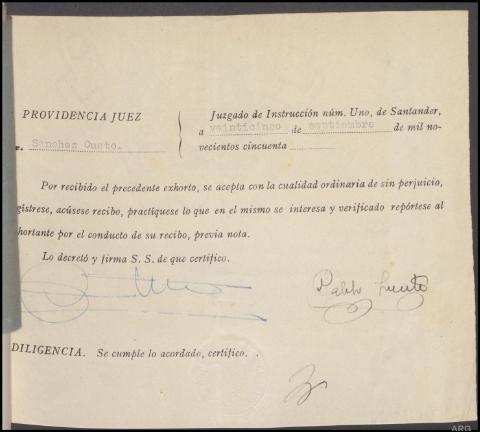 PROVIDENCIA JUEZ
r. Sanchez Cueto.
Juzgado de Instrucción núm. Uno, de Santander,
a veinticinco de septiembre de mil no-
vecientos cincuenta
Por recibido el precedente exhorto, se acepta con la cualidad ordinaria de sin perjuicio,
gístrese, acúsese recibo, practíquese lo que en el mismo se interesa y verificado repórtese al
hortante por el conducto de su recibo, previa nota.
Lo decretó y firma S. S. de que certifico.
Pablo
DILIGENCIA. Se cumple lo acordado, certifico.
ARG